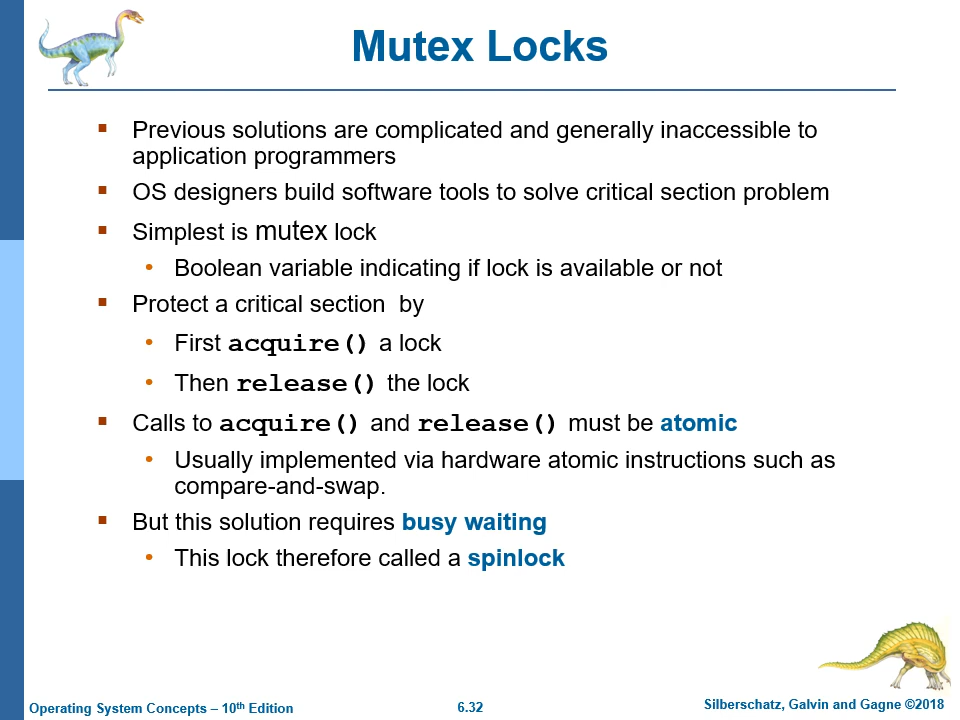 Mutex Locks
▪ Previous solutions are complicated and generally inaccessible to
application programmers
▪ OS designers build software tools to solve critical section problem
▪ Simplest is mutex lock
• Boolean variable indicating if lock is available or not
▪ Protect a critical section  by
• First acquire() a lock
• Then release() the lock
▪ Calls to acquire() and release() must be atomic
• Usually implemented via hardware atomic instructions such as
compare-and-swap.
▪ But this solution requires busy waiting
• This lock therefore called a spinlock
Operating System Concepts – 10th Edition
6.32
Silberschatz, Galvin and Gagne ©2018